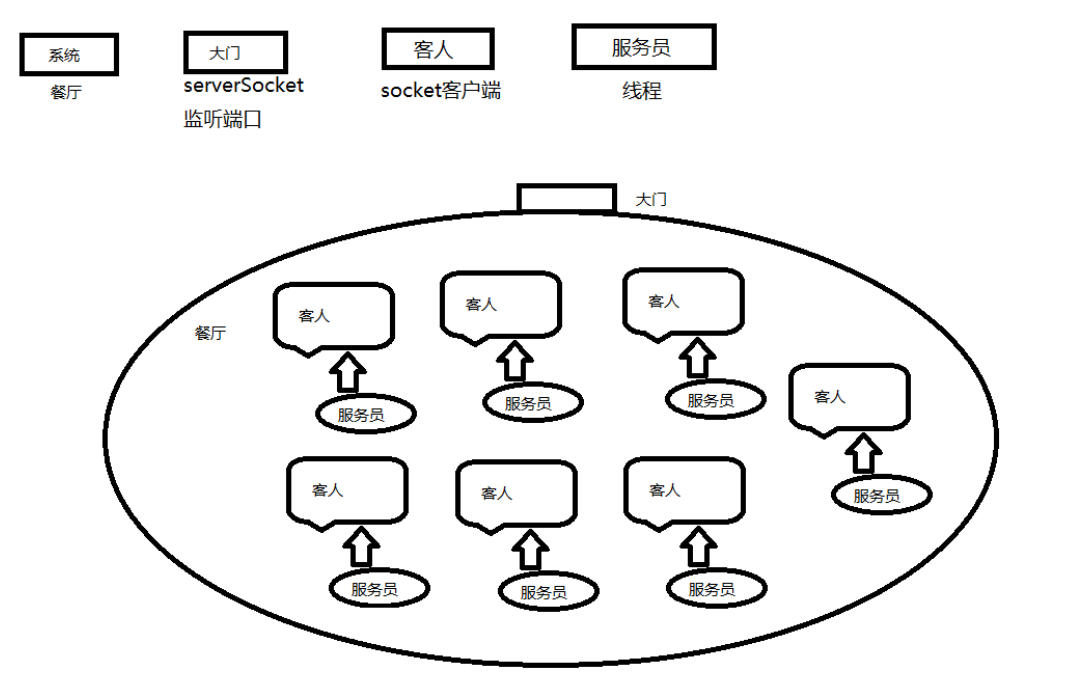 系统
大门
客人
服务员
餐厅
serverSocket
监听端口
socket客户端
线程
大门
餐厅
客人
客人
客人
客人
服务员
服务员
服务员
服务员
客人
客人
客人
服务员
服务员
服务员